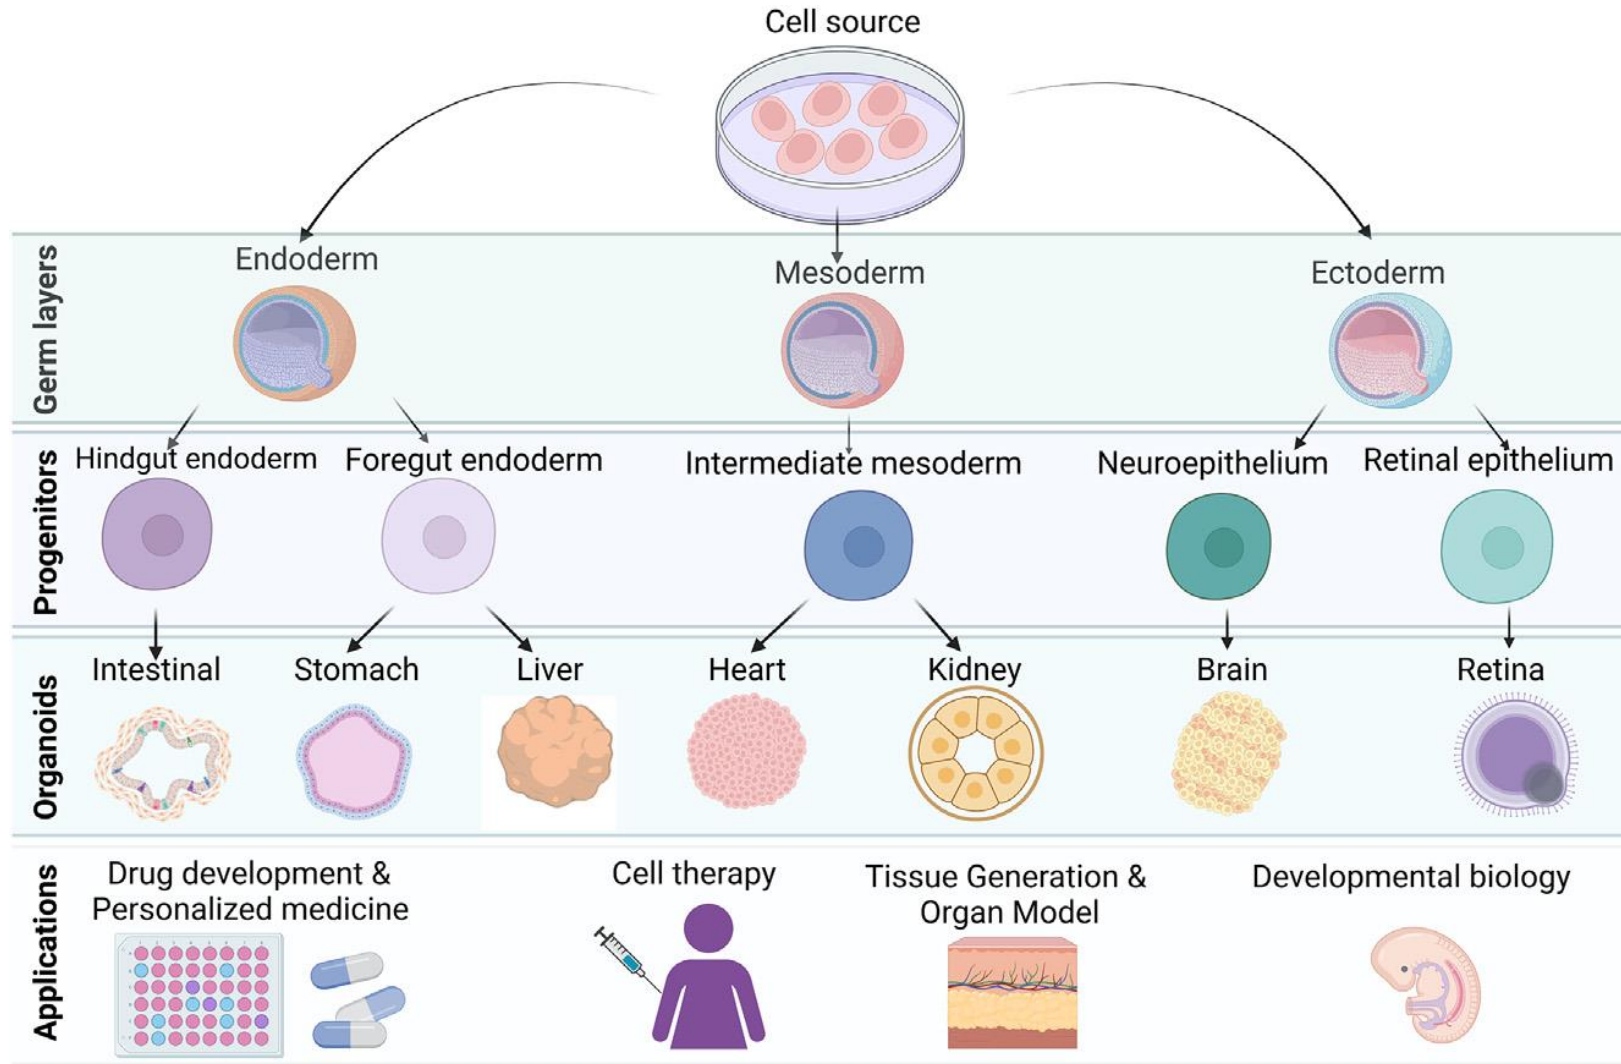 Cell source
Germ layers
Endoderm
Mesoderm
Ectoderm
Progenitors
Hindgut endoderm
Foregut endoderm
Intermediate mesoderm
Neuroepithelium
Retinal epithelium
Organoids
Intestinal
Stomach
Liver
Heart
Kidney
Brain
Retina
Applications
Drug development &
Personalized medicine
Cell therapy
Tissue Generation &
Organ Model
Developmental biology